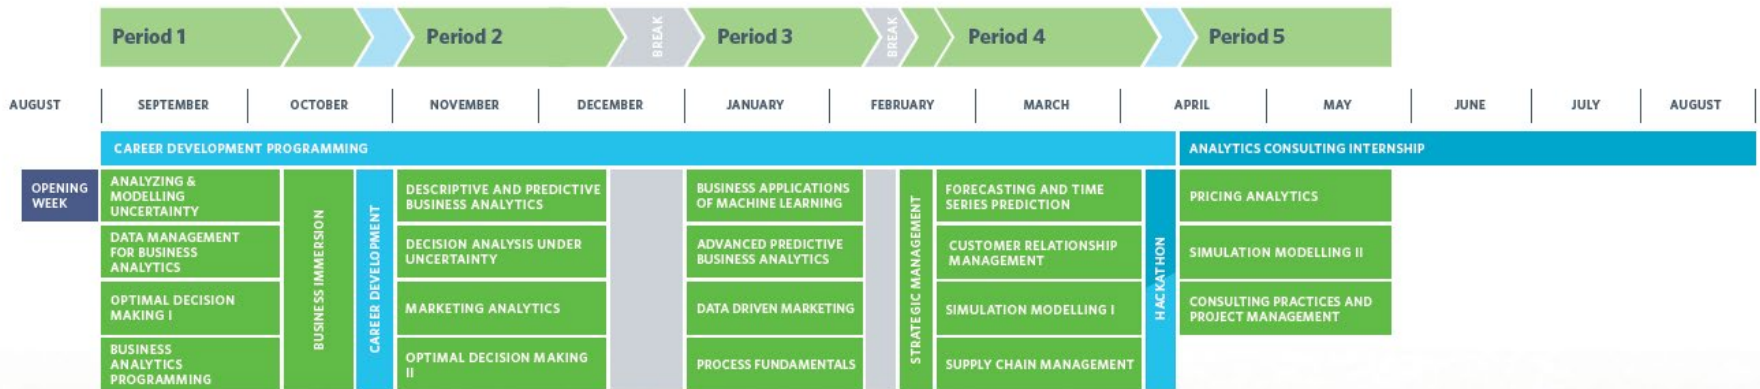 Period 1
Period 2
BREAK
Period 3
BREAK
Period 4
Period 5
AUGUST
SEPTEMBER
OCTOBER
NOVEMBER
DECEMBER
JANUARY
FEBRUARY
MARCH
APRIL
MAY
JUNE
JULY
AUGUST
CAREER DEVELOPMENT PROGRAMMING
ANALYTICS CONSULTING INTERNSHIP
OPENING
WEEK
ANALYZING &
MODELLING
UNCERTAINTY
DATA MANAGEMENT
FOR BUSINESS
ANALYTICS
OPTIMAL DECISION
MAKING I
BUSINESS
ANALYTICS
PROGRAMMING
BUSINESS IMMERSION
CAREER DEVELOPMENT
DESCRIPTIVE AND PREDICTIVE
BUSINESS ANALYTICS
DECISION ANALYSIS UNDER
UNCERTAINTY
MARKETING ANALYTICS
OPTIMAL DECISION MAKING
II
BUSINESS APPLICATIONS
OF MACHINE LEARNING
ADVANCED PREDICTIVE
BUSINESS ANALYTICS
DATA DRIVEN MARKETING
PROCESS FUNDAMENTALS
STRATEGIC MANAGEMENT
FORECASTING AND TIME
SERIES PREDICTION
CUSTOMER RELATIONSHIP
MANAGEMENT
SIMULATION MODELLING I
SUPPLY CHAIN MANAGEMENT
HACKATHON
PRICING ANALYTICS
SIMULATION MODELLING II
CONSULTING PRACTICES AND
PROJECT MANAGEMENT